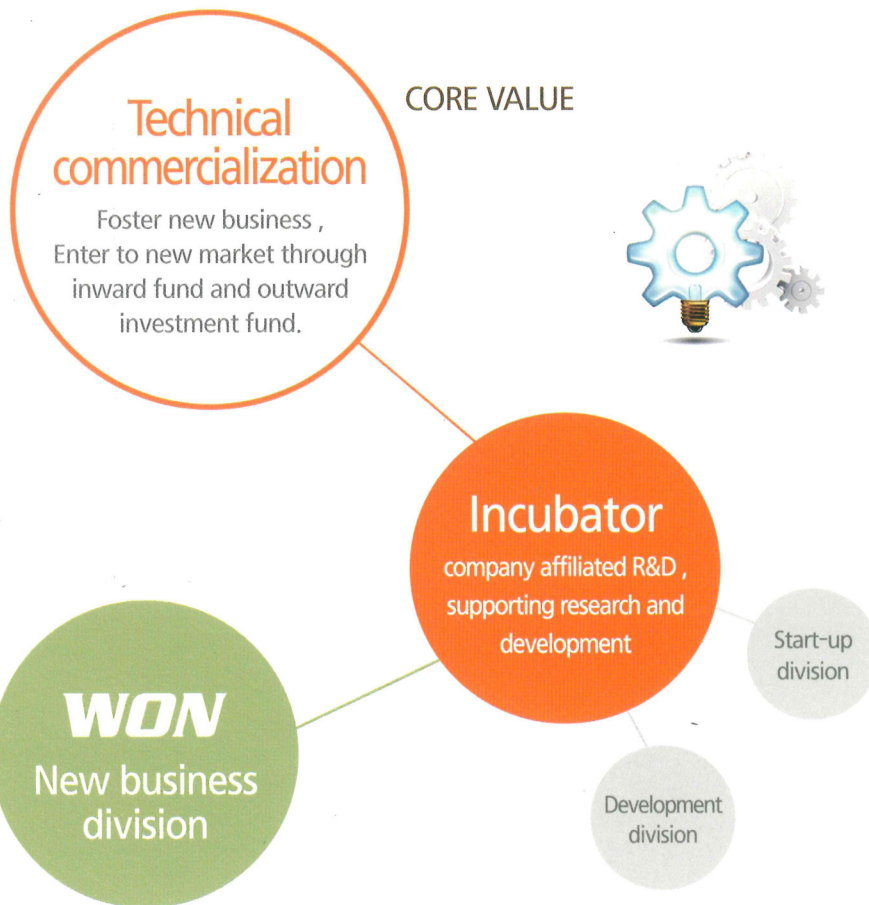 CORE VALUE
Technical
commercialization
Foster new business ,
Enter to new market through
inward fund and outward
investment fund.
Incubator
company affiliated R&D ,
supporting research and
development
Start-up
division
WON
New business
division
Development
division